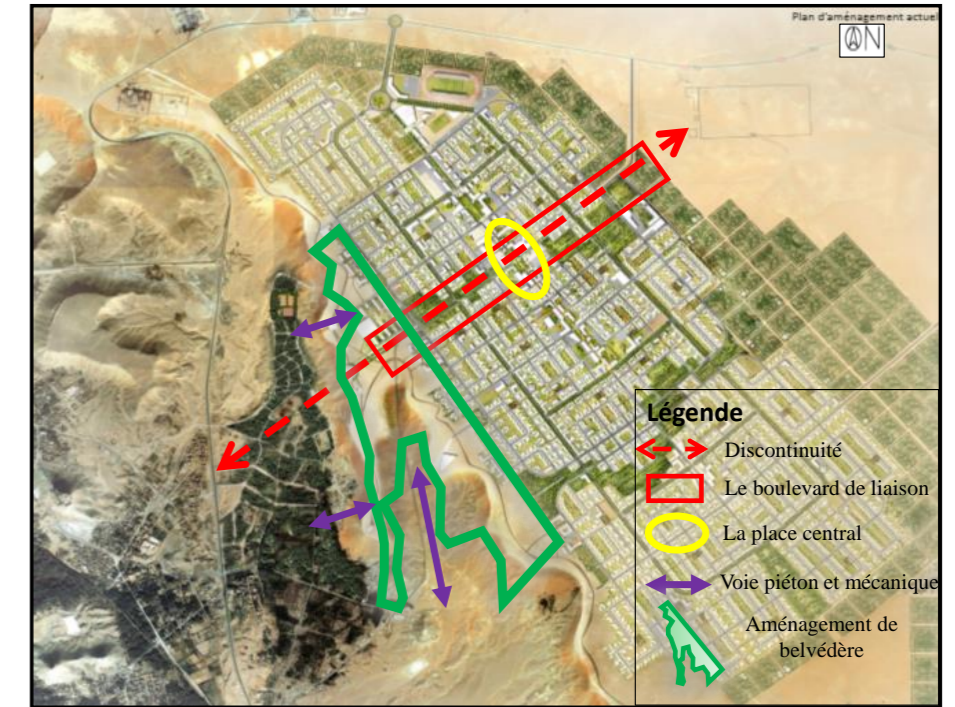 Plan d'aménagement actuel
N
Légende
Discontinuité
Le boulevard de liaison
La place central
Voie piéton et mécanique
Aménagement de
belvédère